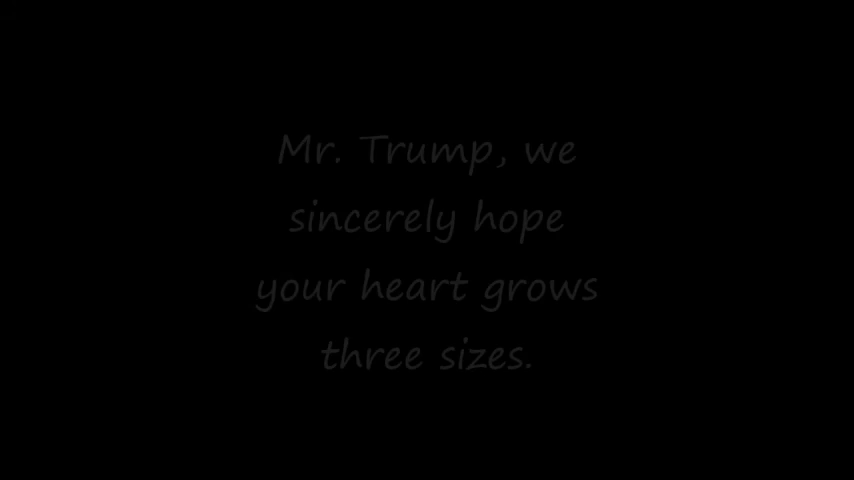 Mr. Trump, we
sincerely hope
your heart grows
three sizes.